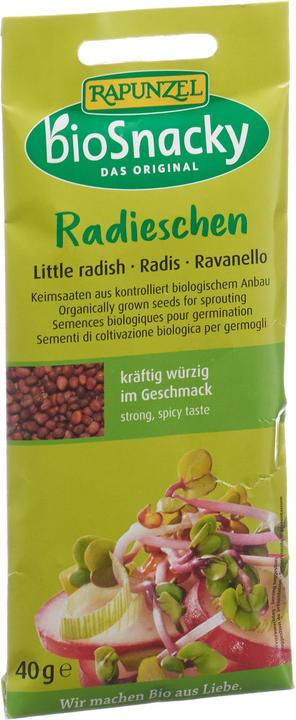 RAPUNZEL
bioSnacky
DAS ORIGINAL
Radieschen
Little radish · Radis · Ravanello
Keimsaaten aus kontrolliert biologischem Anbau
Organically grown seeds for sprouting
Semences biologiques pour germination
Sementi di coltivazione biologica per germogli
kräftig würzig
im Geschmack
strong, spicy taste
40g e
Wir machen Bio aus Liebe.